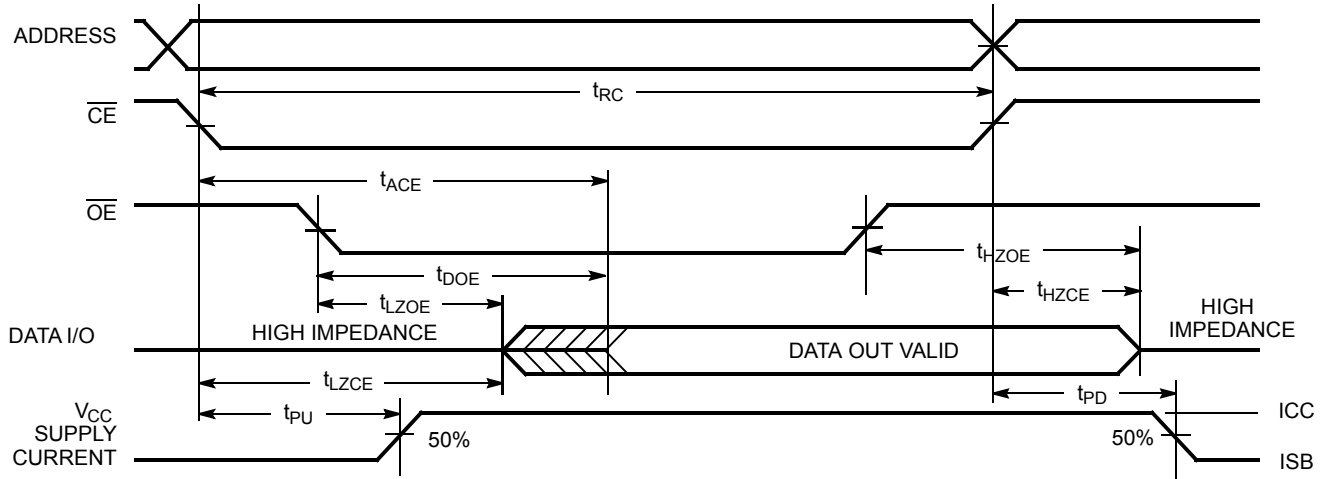 ADDRESS
tRC
CE
tACE
OE
tHZOE
tDOE
tHZCE
tLZOE
HIGH
IMPEDANCE
DATA I/O
HIGH IMPEDANCE
DATA OUT VALID
tLZCE
tPD
VCC
SUPPLY
CURRENT
tPU
50%
50%
ICC
ISB